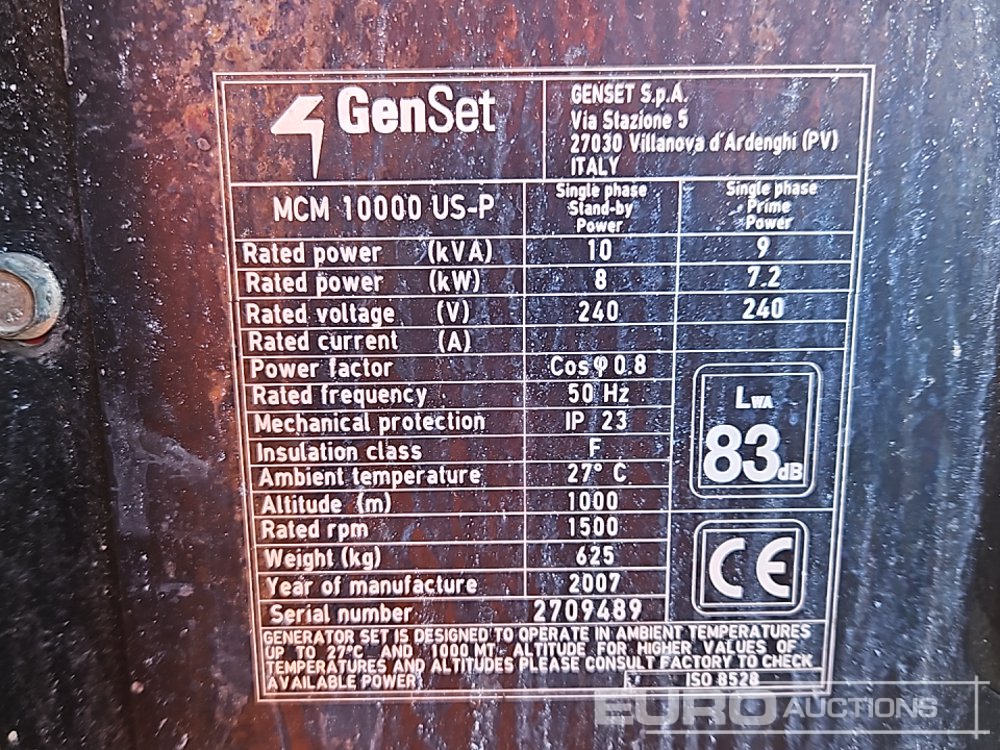 GenSet
GENSET S.p.A.
Via Stazione 5
27030 Villanova d'Ardenghi (PV)
ITALY
MCM 10000 US-P
Single phase Stand-by Power
Single phase Prime Power
Rated power (kVA) 10 9
Rated power (kW) 8 7.2
Rated voltage (V) 240 240
Rated current (A)
Power factor Cosφ 0.8
Rated frequency 50 Hz
Mechanical protection IP 23
Insulation class F
Ambient temperature 27° C
Altitude (m) 1000
Rated rpm 1500
Weight (kg) 625
Year of manufacture 2007
Serial number 2709489
LWA
83dB
CE
GENERATOR SET IS DESIGNED TO OPERATE IN AMBIENT TEMPERATURES
UP TO 27°C AND 1000 MT- ALTITUDE FOR HIGHER VALUES OF
TEMPERATURES AND ALTITUDES PLEASE CONSULT FACTORY TO CHECK
AVAILABLE POWER
ISO 8528
EURO AUCTIONS